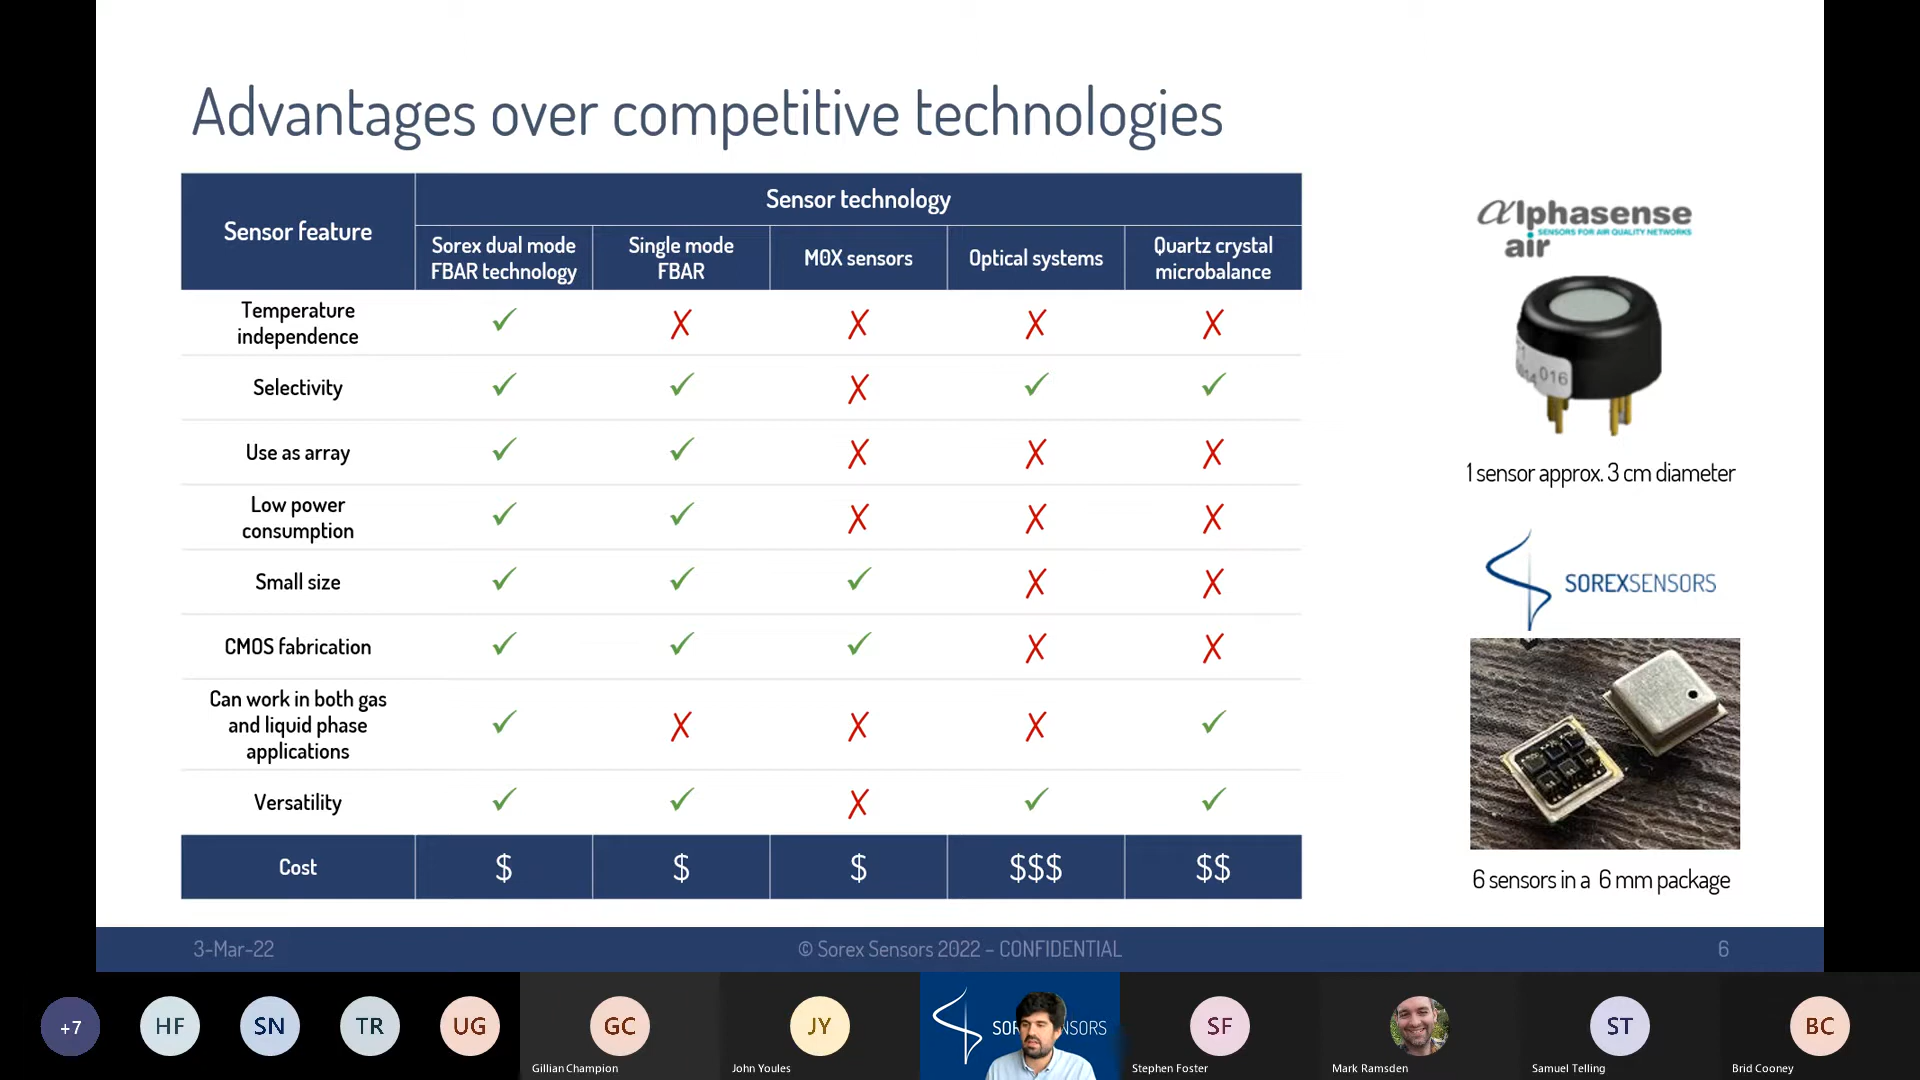 Advantages over competitive technologies
Sensor feature
Sensor technology
Sorex dual mode
FBAR technology
Single mode
FBAR
MOX sensors
Optical systems
Quartz crystal
microbalance
Temperature
independence
✓ ✗ ✗ ✗ ✗
Selectivity
✓ ✓ ✗ ✓ ✓
Use as array
✓ ✓ ✗ ✗ ✗
Low power
consumption
✓ ✓ ✗ ✗ ✗
Small size
✓ ✓ ✓ ✗ ✗
CMOS fabrication
✓ ✓ ✓ ✗ ✗
Can work in both gas
and liquid phase
applications
✓ ✗ ✗ ✗ ✓
Versatility
✓ ✓ ✗ ✓ ✓
Cost $ $ $ $$$ $$
alphasense
SENSORS FOR AIR QUALITY NETWORKS
air
016
1 sensor approx. 3 cm diameter
SOREXSENSORS
6 sensors in a 6 mm package
3-Mar-22
© Sorex Sensors 2022 – CONFIDENTIAL
6
+7
HF
SN
TR
UG
GC
Gillian Champion
JY
John Youles
SF
Stephen Foster
Mark Ramsden
ST
Samuel Telling
BC
Brid Cooney